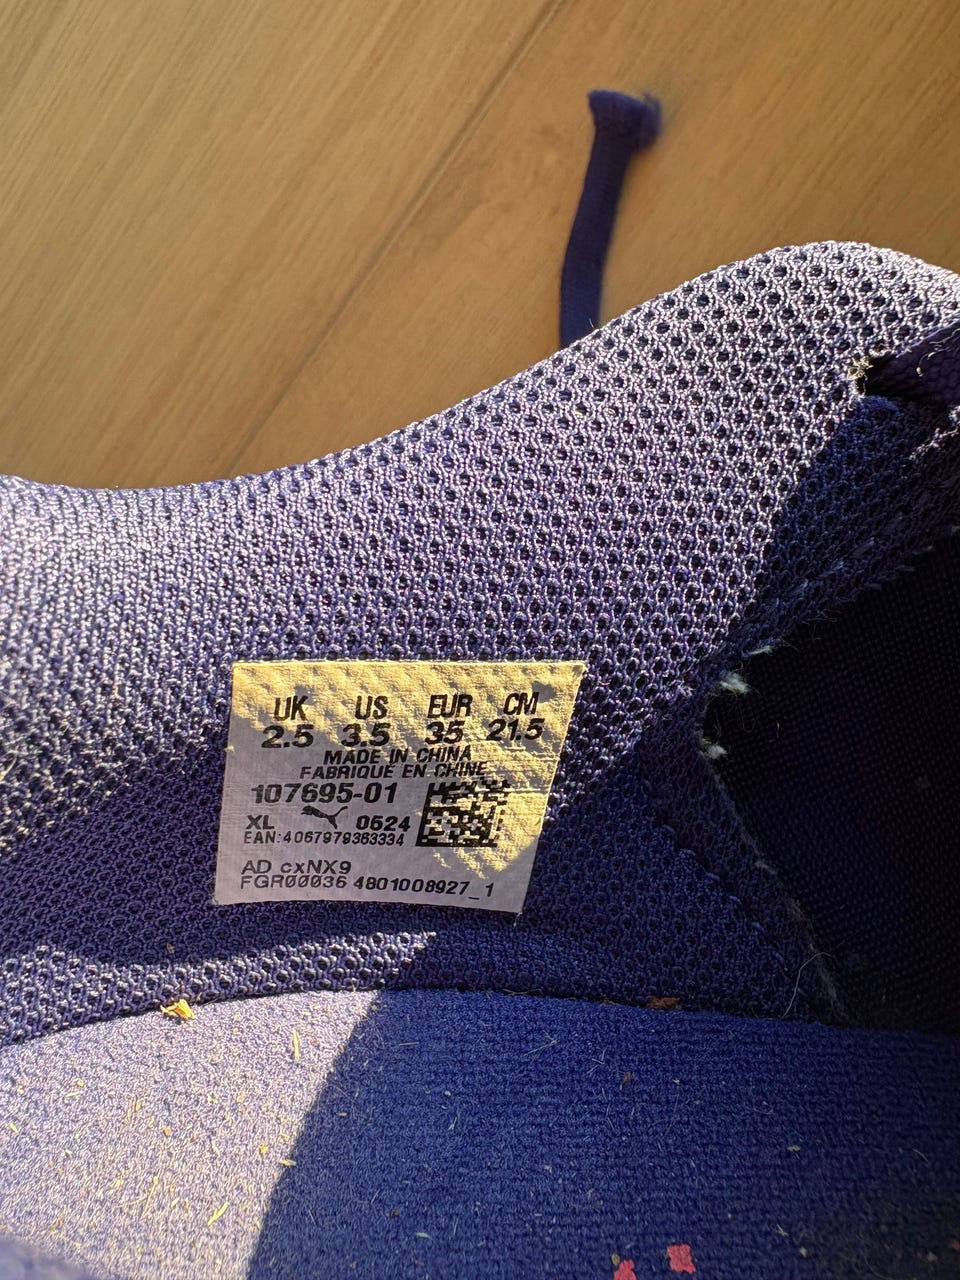 UK US EUR CM
2.5 3.5 35 21.5
MADE IN CHINA
FABRIQUÉ EN CHINE
107695-01
XL 0524
EAN:4067979363334
AD cxNX9
FGR00036 4801008927_1